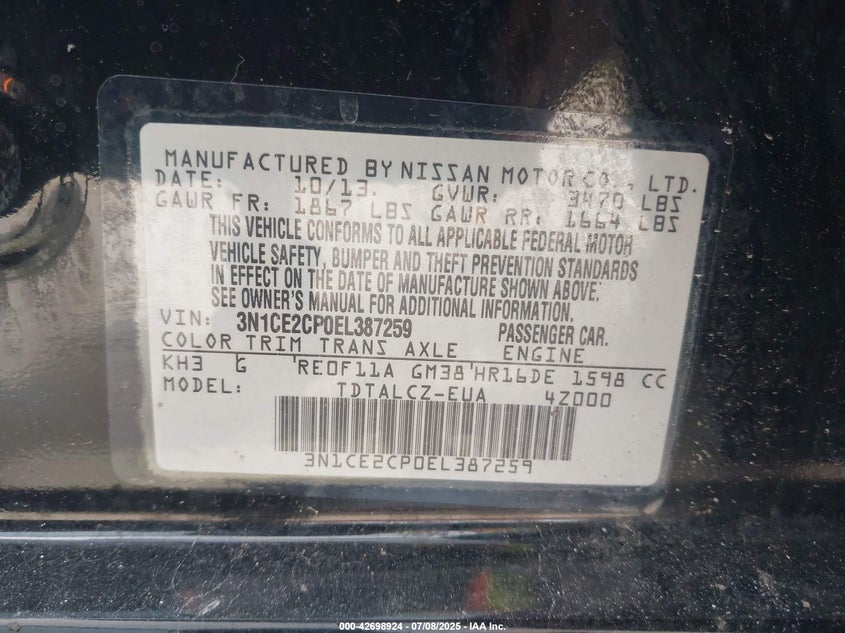 MANUFACTURED BY NISSAN MOTOR CO., LTD.
DATE: 10/13. GVWR: 3470 LBS
GAWR FR: 1867 LBS GAWR RR: 1664 LBS
THIS VEHICLE CONFORMS TO ALL APPLICABLE FEDERAL MOTOR
VEHICLE SAFETY, BUMPER AND THEFT PREVENTION STANDARDS
IN EFFECT ON THE DATE OF MANUFACTURE SHOWN ABOVE.
SEE OWNER'S MANUAL FOR ADDITIONAL INFORMATION.
VIN: 3N1CE2CP0EL387259 PASSENGER CAR.
COLOR TRIM TRANS AXLE ENGINE
KH3 G RE0F11A GM38 HR16DE 1598 CC
MODEL: TDTALCZ-EUA 4Z000
3N1CE2CP0EL387259
000-42698924 | 07/08/2025 - IAA Inc.